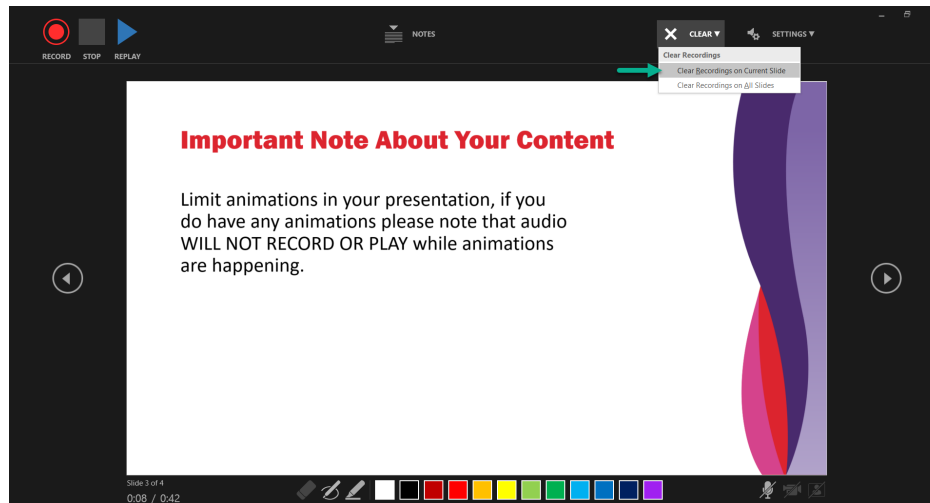 NOTES
CLEAR ▼
SETTINGS ▼
RECORD STOP REPLAY
Clear Recordings
Clear Recordings on Current Slide
Clear Recordings on All Slides
Important Note About Your Content
Limit animations in your presentation, if you
do have any animations please note that audio
WILL NOT RECORD OR PLAY while animations
are happening.
Slide 3 of 4
0:08 / 0:42